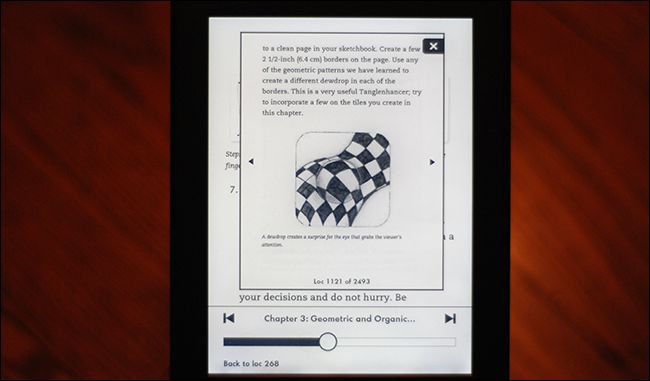 to a clean page in your sketchbook. Create a few
2 1/2-inch (6.4 cm) borders on the page. Use any
of the geometric patterns we have learned to
create a different dewdrop in each of the
borders. This is a very useful Tanglenhancer; try
to incorporate a few on the tiles you create in
this chapter.
Step
finge
7.
A dewdrop creates a surprise for the eye that grabs the viewer's
attention.
a
Loc 1121 of 2493
your decisions and do not hurry. Be
Chapter 3: Geometric and Organic...
Back to loc 268